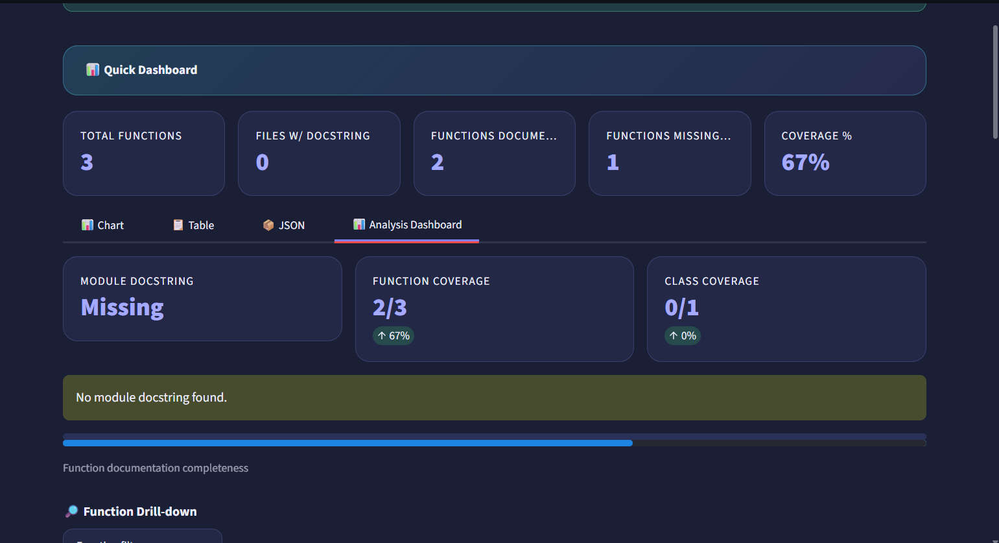 Quick Dashboard
TOTAL FUNCTIONS
3
FILES W/ DOCSTRING
0
FUNCTIONS DOCUME...
2
FUNCTIONS MISSING...
1
COVERAGE %
67%
Chart
Table
JSON
Analysis Dashboard
MODULE DOCSTRING
Missing
FUNCTION COVERAGE
2/3
↑ 67%
CLASS COVERAGE
0/1
↑ 0%
No module docstring found.
Function documentation completeness
Function Drill-down